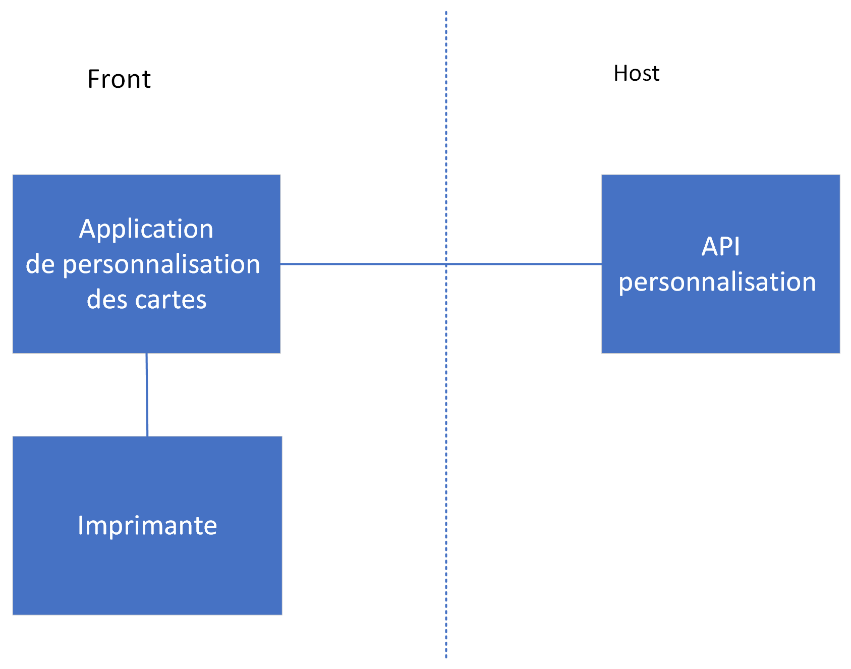 Front
Host
Application
de personnalisation
des cartes
API
personnalisation
Imprimante